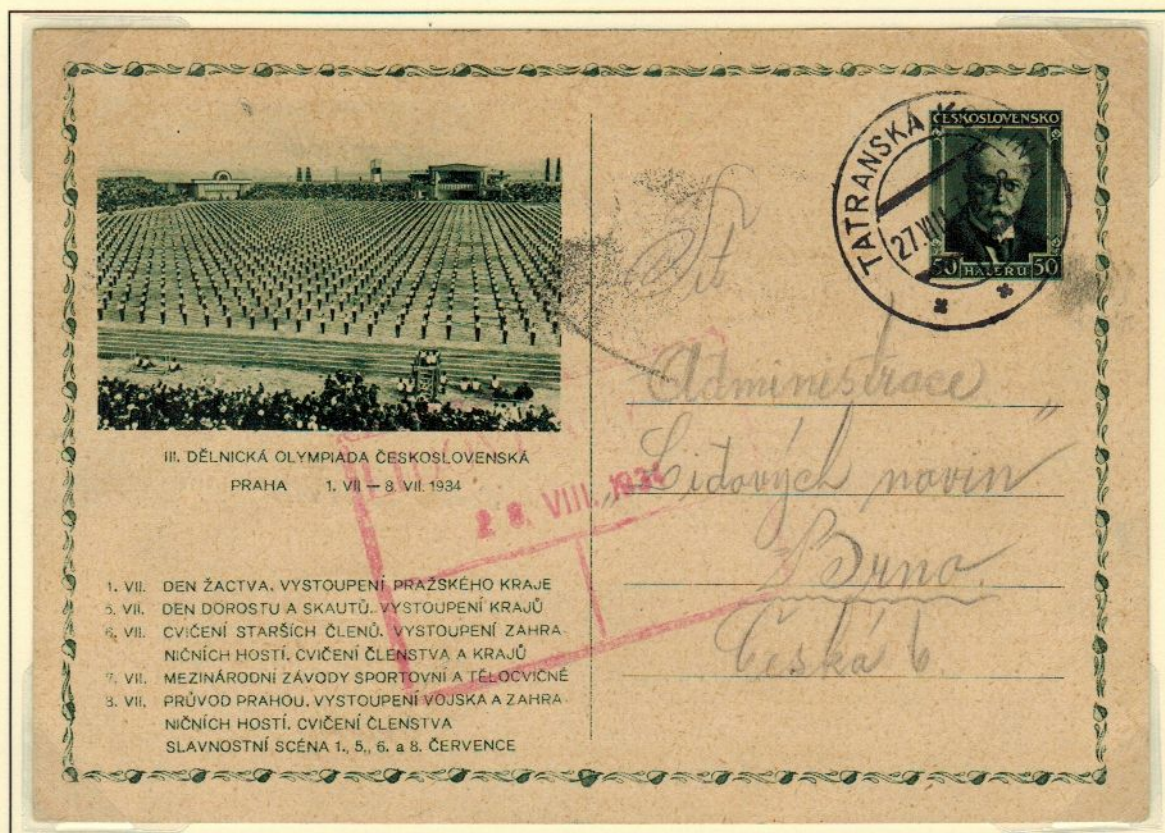 ČESKOSLOVENSKO
50 HALERU 50
TATRANSKÁ
27. VIII.
III. DĚLNICKÁ OLYMPIADA ČESKOSLOVENSKÁ
PRAHA 1. VII — 8. VII. 1934
28. VIII. 1934
1. VII. DEN ŽACTVA. VYSTOUPENÍ PRAŽSKÉHO KRAJE
5. VII. DEN DOROSTU A SKAUTŮ. VYSTOUPENÍ KRAJŮ
6. VII. CVIČENÍ STARŠÍCH ČLENŮ. VYSTOUPENÍ ZAHRA
NIČNÍCH HOSTÍ. CVIČENÍ ČLENSTVA A KRAJŮ
7. VII. MEZINÁRODNÍ ZÁVODY SPORTOVNÍ A TĚLOCVIČNÉ
8. VII. PRŮVOD PRAHOU. VYSTOUPENÍ VOJSKA A ZAHRA
NIČNÍCH HOSTÍ. CVIČENÍ ČLENSTVA
SLAVNOSTNÍ SCÉNA 1., 5., 6. a 8. ČERVENCE
Ct.
Administrace
„Lidových novin"
Brno.
Česká 6